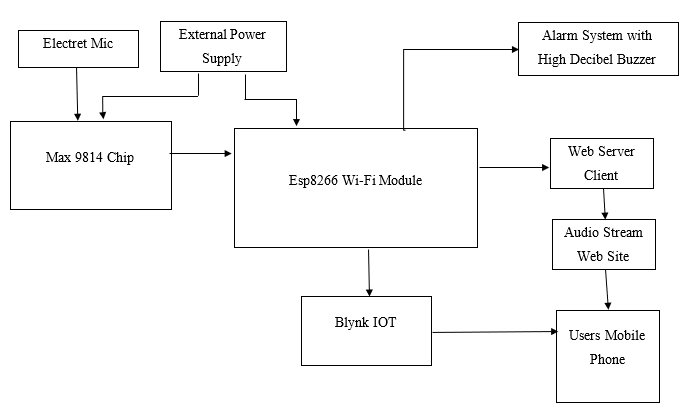 Electret Mic
External Power
Supply
Alarm System with
High Decibel Buzzer
Max 9814 Chip
Esp8266 Wi-Fi Module
Web Server
Client
Audio Stream
Web Site
Blynk IOT
Users Mobile
Phone